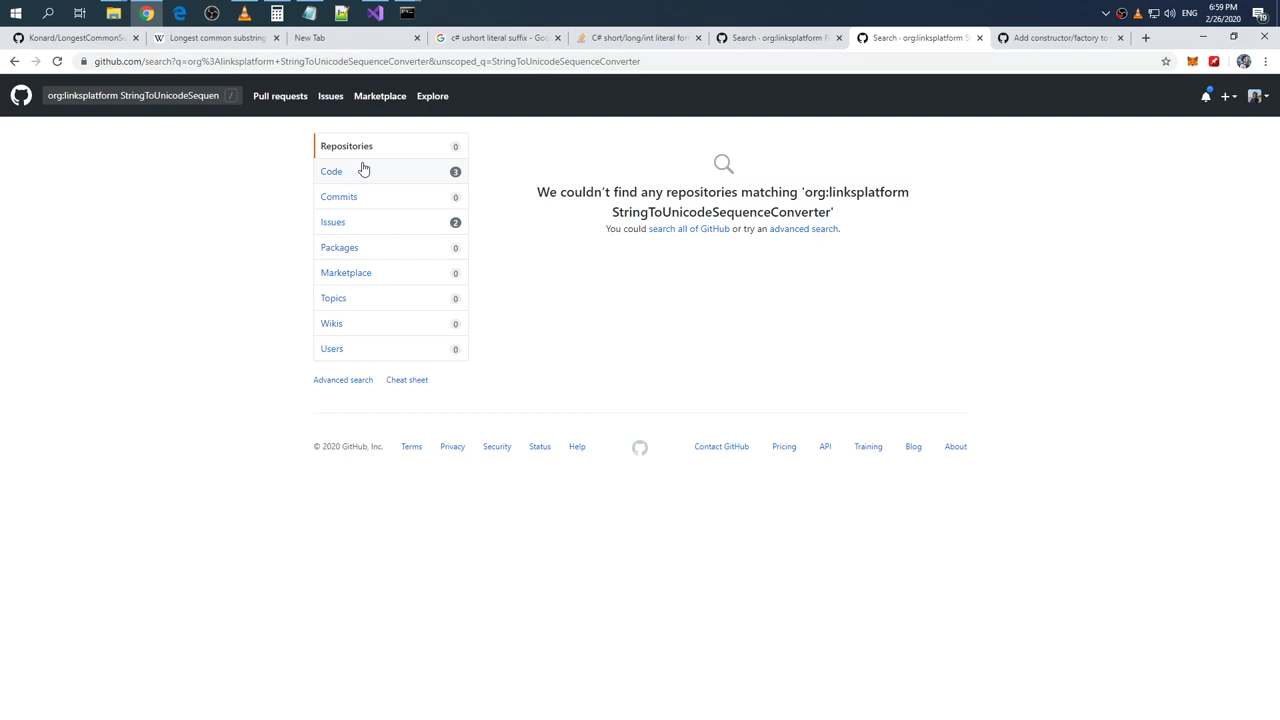 ENG
6:59 PM
2/26/2020
19
Konard/LongestCommonSu
Longest common substring
New Tab
c# ushort literal suffix - Goo
C# short/long/int literal for
Search · org:linksplatform F
Search · org:linksplatform S
Add constructor/factory to
github.com/search?q=org%3Alinksplatform+StringToUnicodeSequenceConverter&unscoped_q=StringToUnicodeSequenceConverter
org:linksplatform StringToUnicodeSequen
/
Pull requests
Issues
Marketplace
Explore
Repositories 0
Code 3
Commits 0
Issues 2
Packages 0
Marketplace 0
Topics 0
Wikis 0
Users 0
Advanced search
Cheat sheet
We couldn't find any repositories matching 'org:linksplatform
StringToUnicodeSequenceConverter'
You could search all of GitHub or try an advanced search.
© 2020 GitHub, Inc.
Terms
Privacy
Security
Status
Help
Contact GitHub
Pricing
API
Training
Blog
About